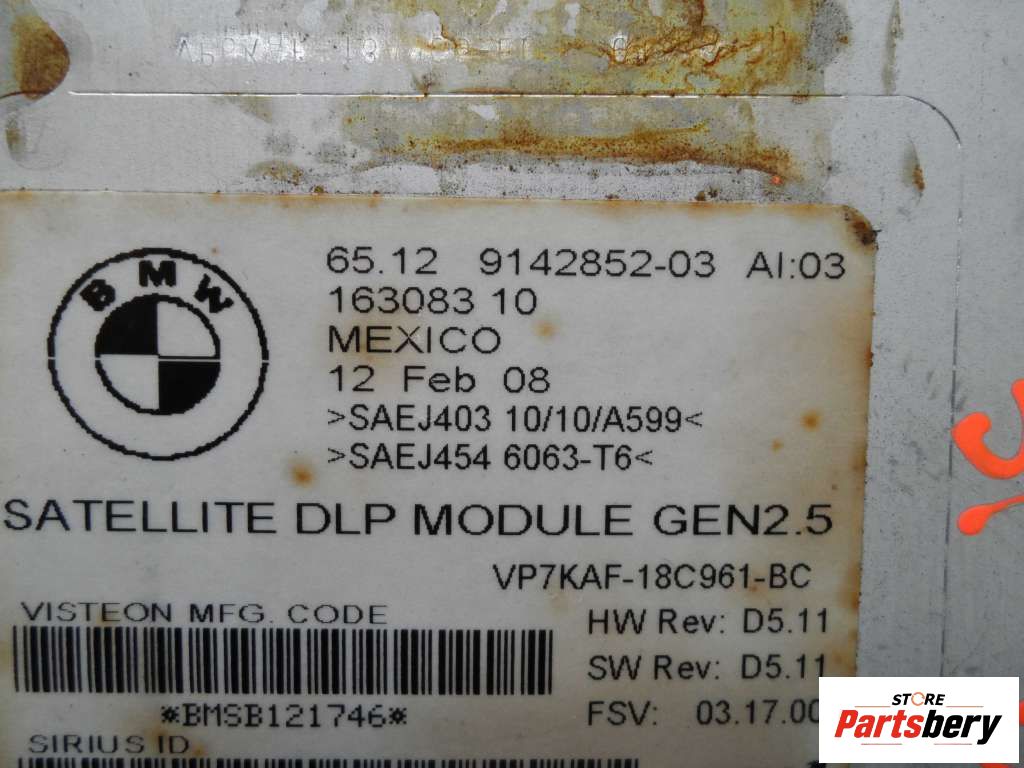 BMW
65.12 9142852-03 AI:03
163083 10
MEXICO
12 Feb 08
>SAEJ403 10/10/A599<
>SAEJ454 6063-T6<
SATELLITE DLP MODULE GEN2.5
VP7KAF-18C961-BC
VISTEON MFG. CODE
HW Rev: D5.11
SW Rev: D5.11
*BMSB121746*
FSV: 03.17.00
SIRIUS ID
STORE
Partsbery